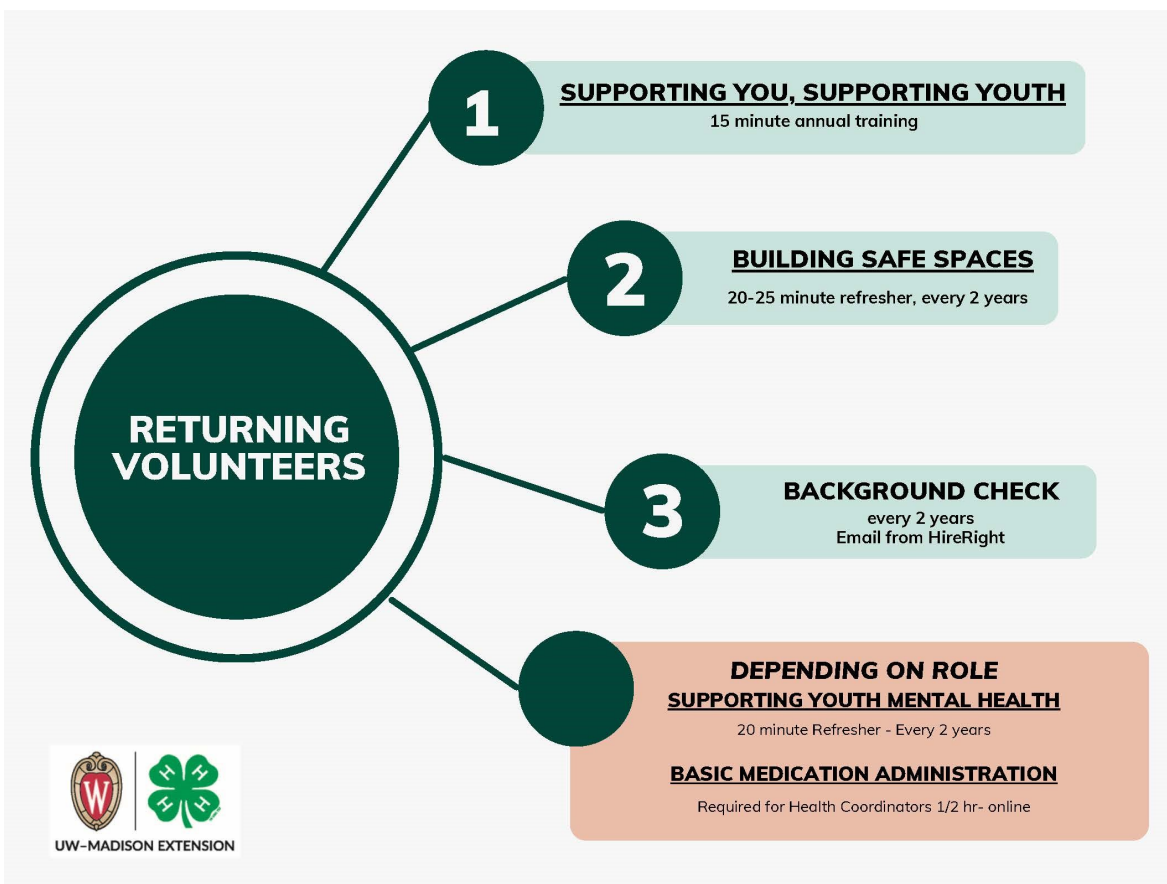 1
SUPPORTING YOU, SUPPORTING YOUTH
15 minute annual training
2
BUILDING SAFE SPACES
20-25 minute refresher, every 2 years
RETURNING
VOLUNTEERS
3
BACKGROUND CHECK
every 2 years
Email from HireRight
DEPENDING ON ROLE
SUPPORTING YOUTH MENTAL HEALTH
20 minute Refresher - Every 2 years
BASIC MEDICATION ADMINISTRATION
Required for Health Coordinators 1/2 hr- online
W
H H H H
UW-MADISON EXTENSION